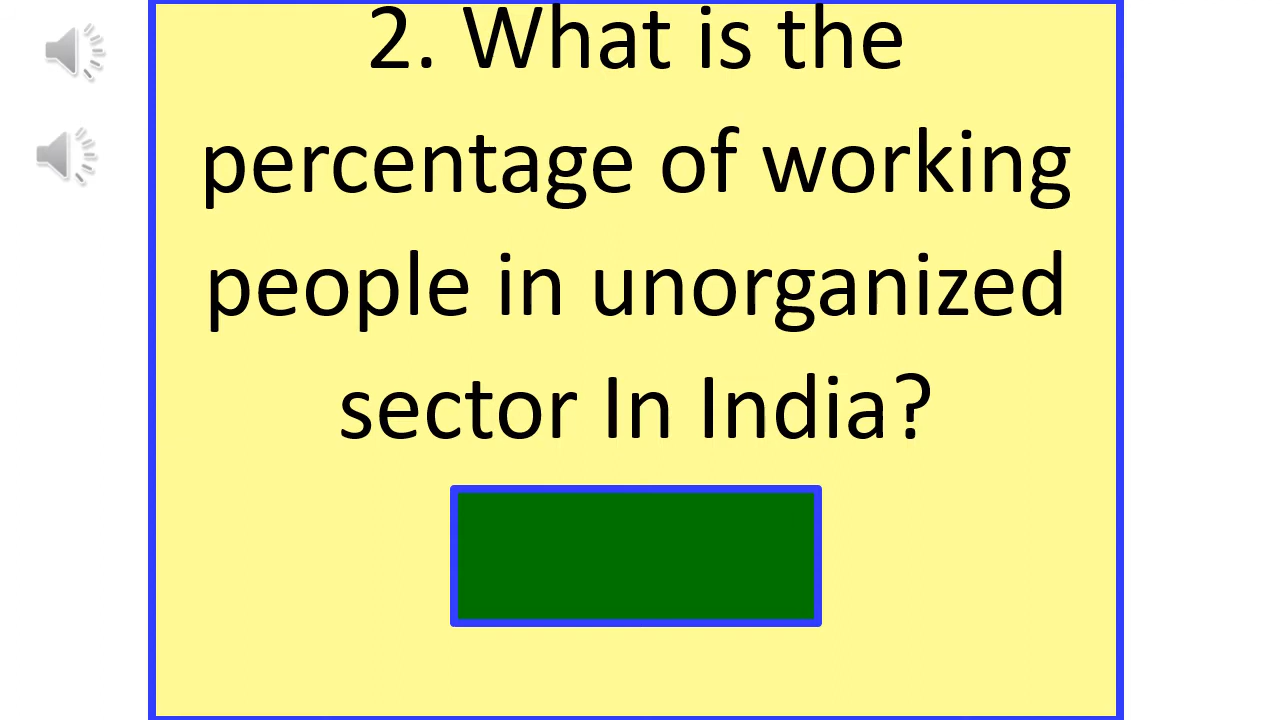 2. What is the
percentage of working
people in unorganized
sector In India?